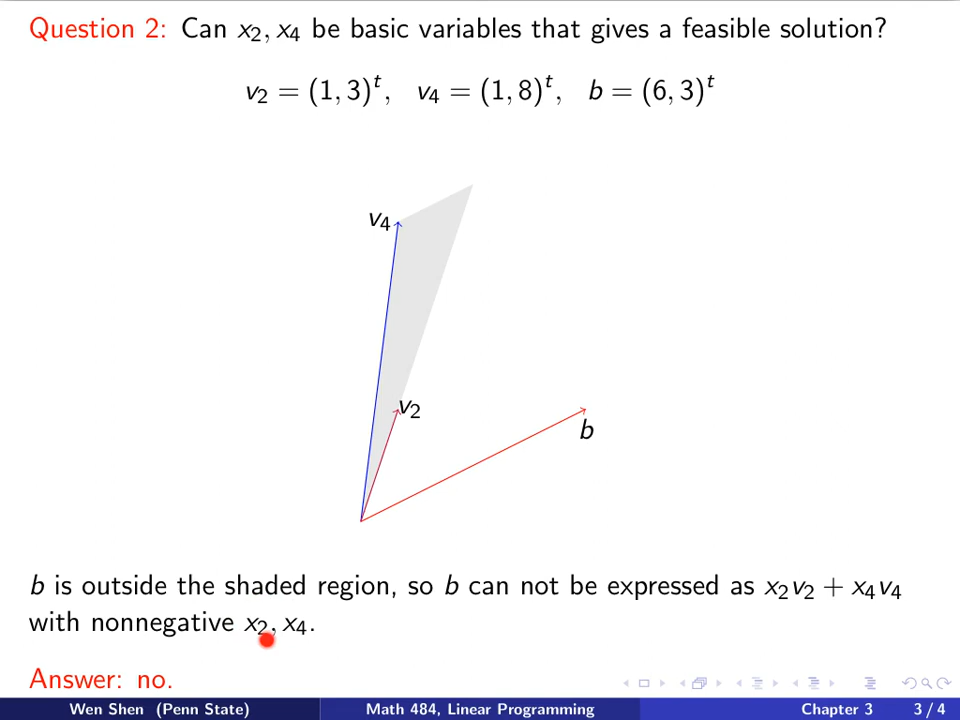 Question 2: Can x₂, x₄ be basic variables that gives a feasible solution?
v₂ = (1, 3)ᵗ, v₄ = (1, 8)ᵗ, b = (6, 3)ᵗ
v₄
v₂
b
b is outside the shaded region, so b can not be expressed as x₂v₂ + x₄v₄
with nonnegative x₂, x₄.
Answer: no.
Wen Shen (Penn State) Math 484, Linear Programming Chapter 3 3 / 4